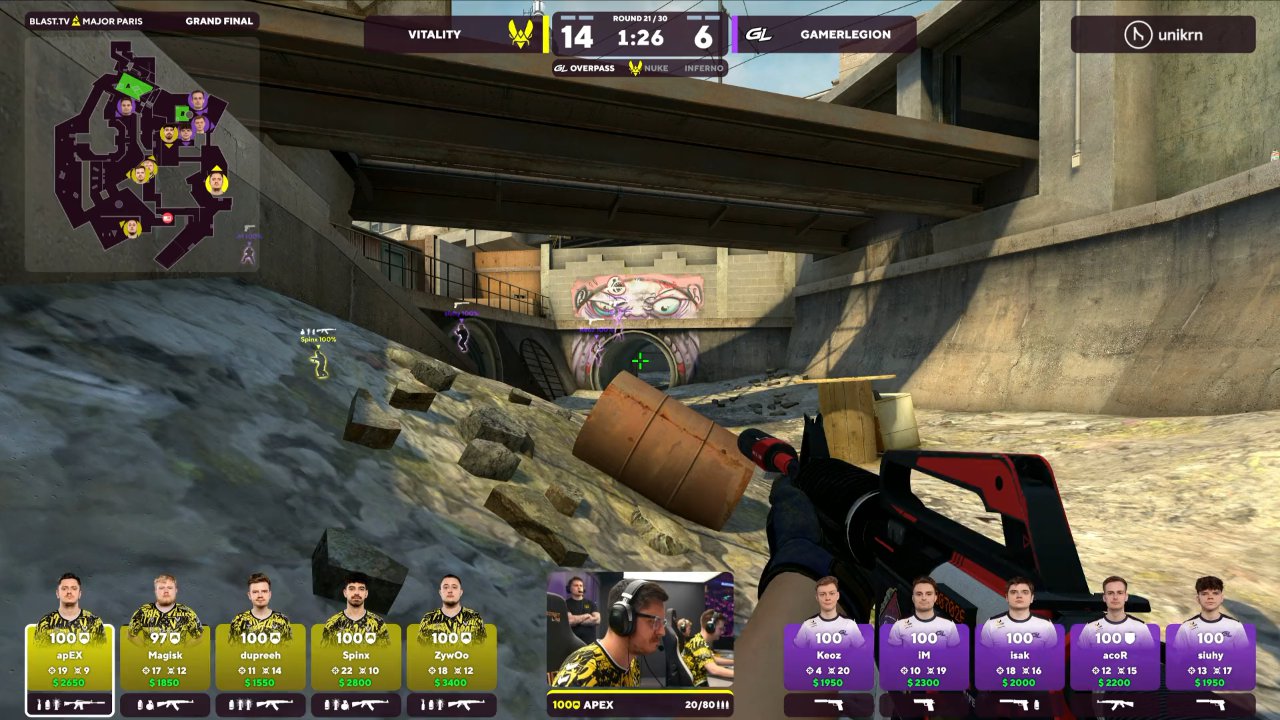 BLAST.TV MAJOR PARIS
GRAND FINAL
VITALITY
14
ROUND 21 / 30
1:26
6
GL
GAMERLEGION
unikrn
GL OVERPASS
NUKE
INFERNO
Spinx 100%
100
apEX
19 9
$2650
97
Magisk
17 12
$1850
100
dupreeh
11 14
$1550
100
Spinx
22 10
$2800
100
ZywOo
18 12
$3400
100 APEX
20/80
100
Keoz
4 20
$1950
100
iM
10 19
$2300
100
isak
18 16
$2000
100
acoR
12 15
$2200
100
siuhy
13 17
$1950